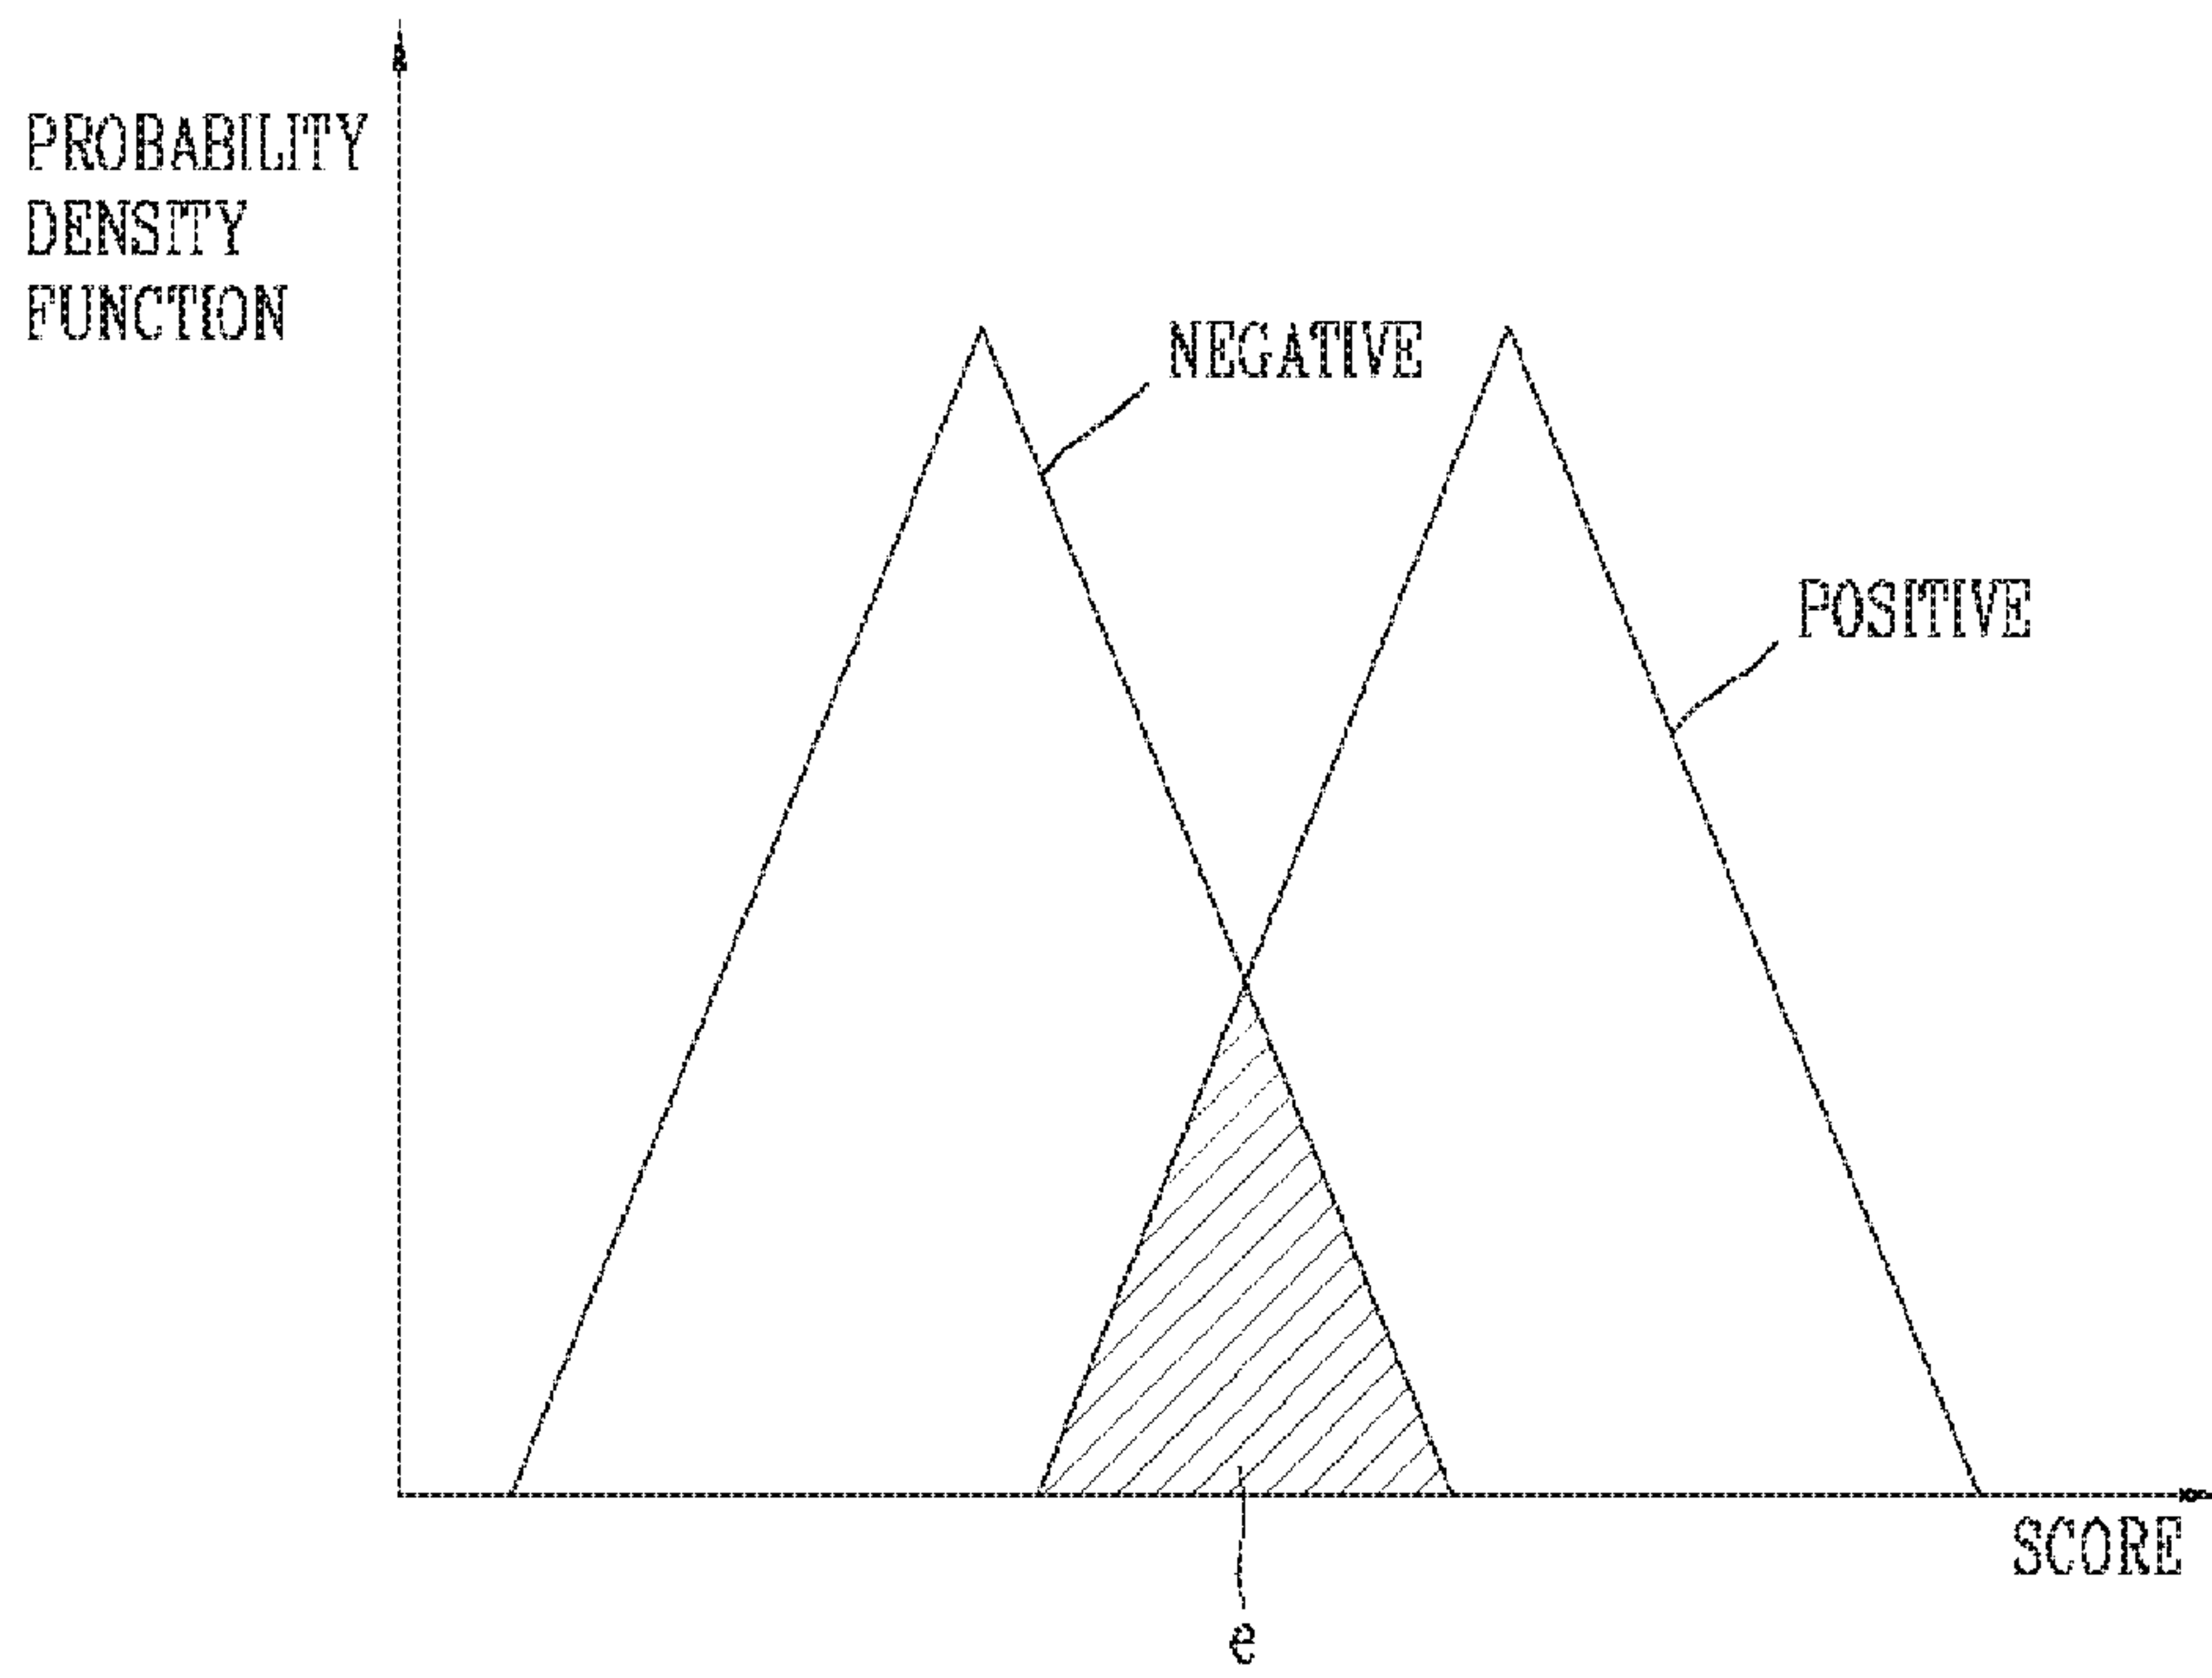 PROBABILITY
DENSITY
FUNCTION
NEGATIVE
POSITIVE
SCORE
e